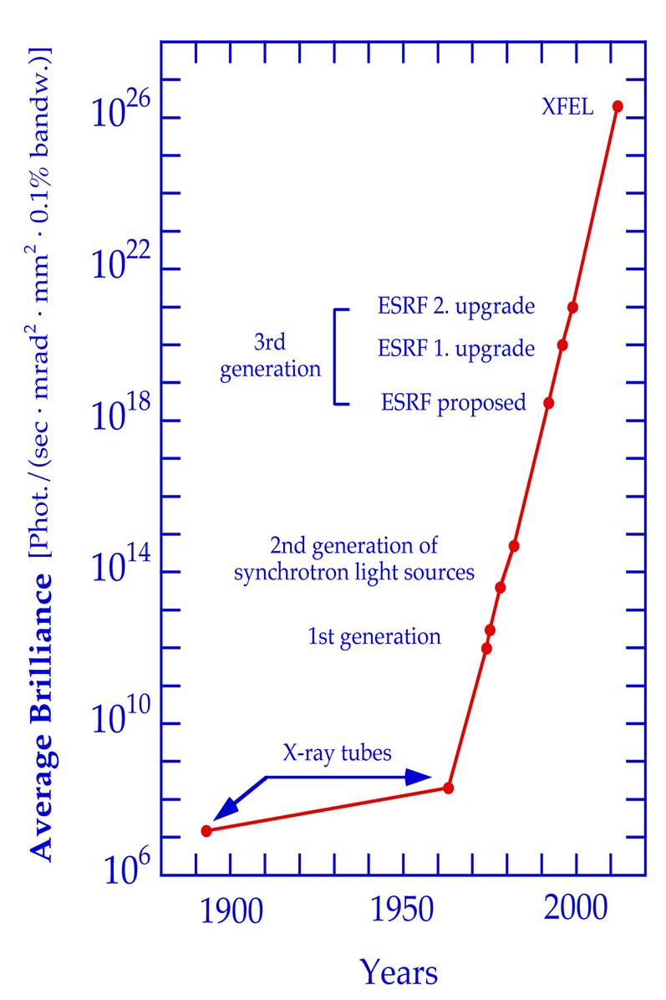 Average Brilliance [Phot./(sec · mrad² · mm² · 0.1% bandw.)]
10²⁶
10²²
10¹⁸
10¹⁴
10¹⁰
10⁶
XFEL
ESRF 2. upgrade
3rd
generation
ESRF 1. upgrade
ESRF proposed
2nd generation of
synchrotron light sources
1st generation
X-ray tubes
1900
1950
2000
Years